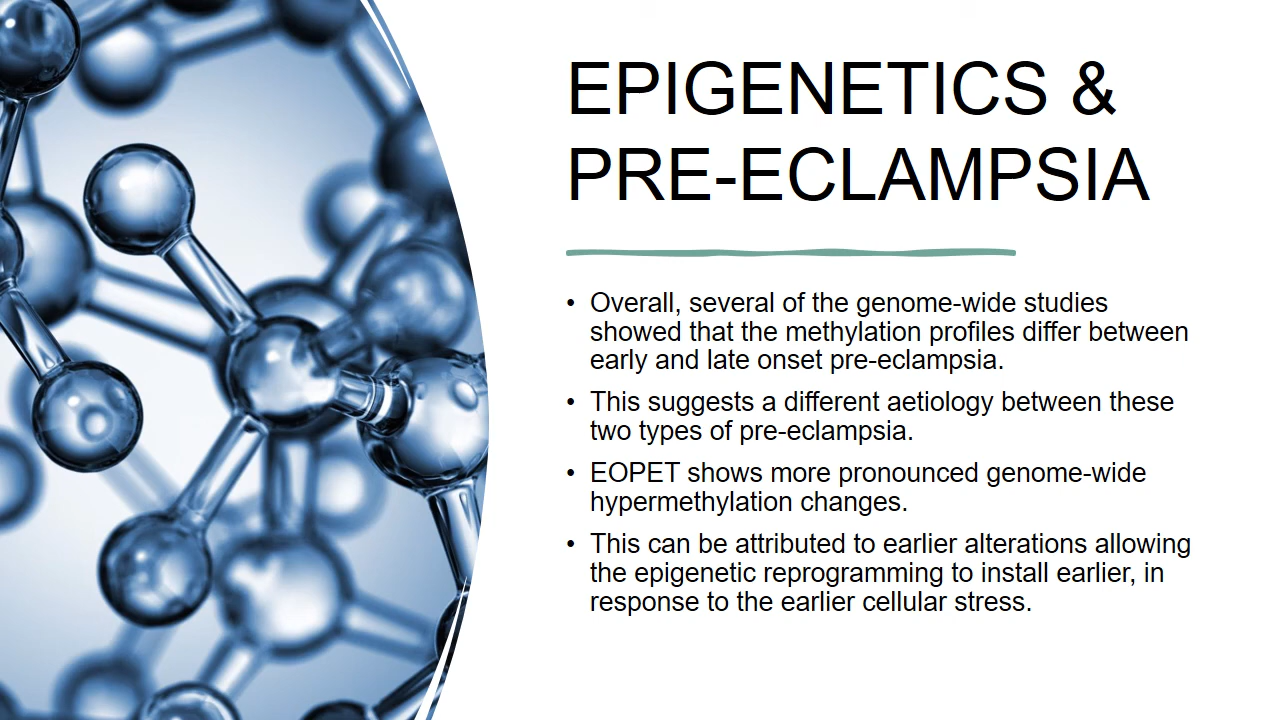 EPIGENETICS &
PRE-ECLAMPSIA
• Overall, several of the genome-wide studies
showed that the methylation profiles differ between
early and late onset pre-eclampsia.
• This suggests a different aetiology between these
two types of pre-eclampsia.
• EOPET shows more pronounced genome-wide
hypermethylation changes.
• This can be attributed to earlier alterations allowing
the epigenetic reprogramming to install earlier, in
response to the earlier cellular stress.